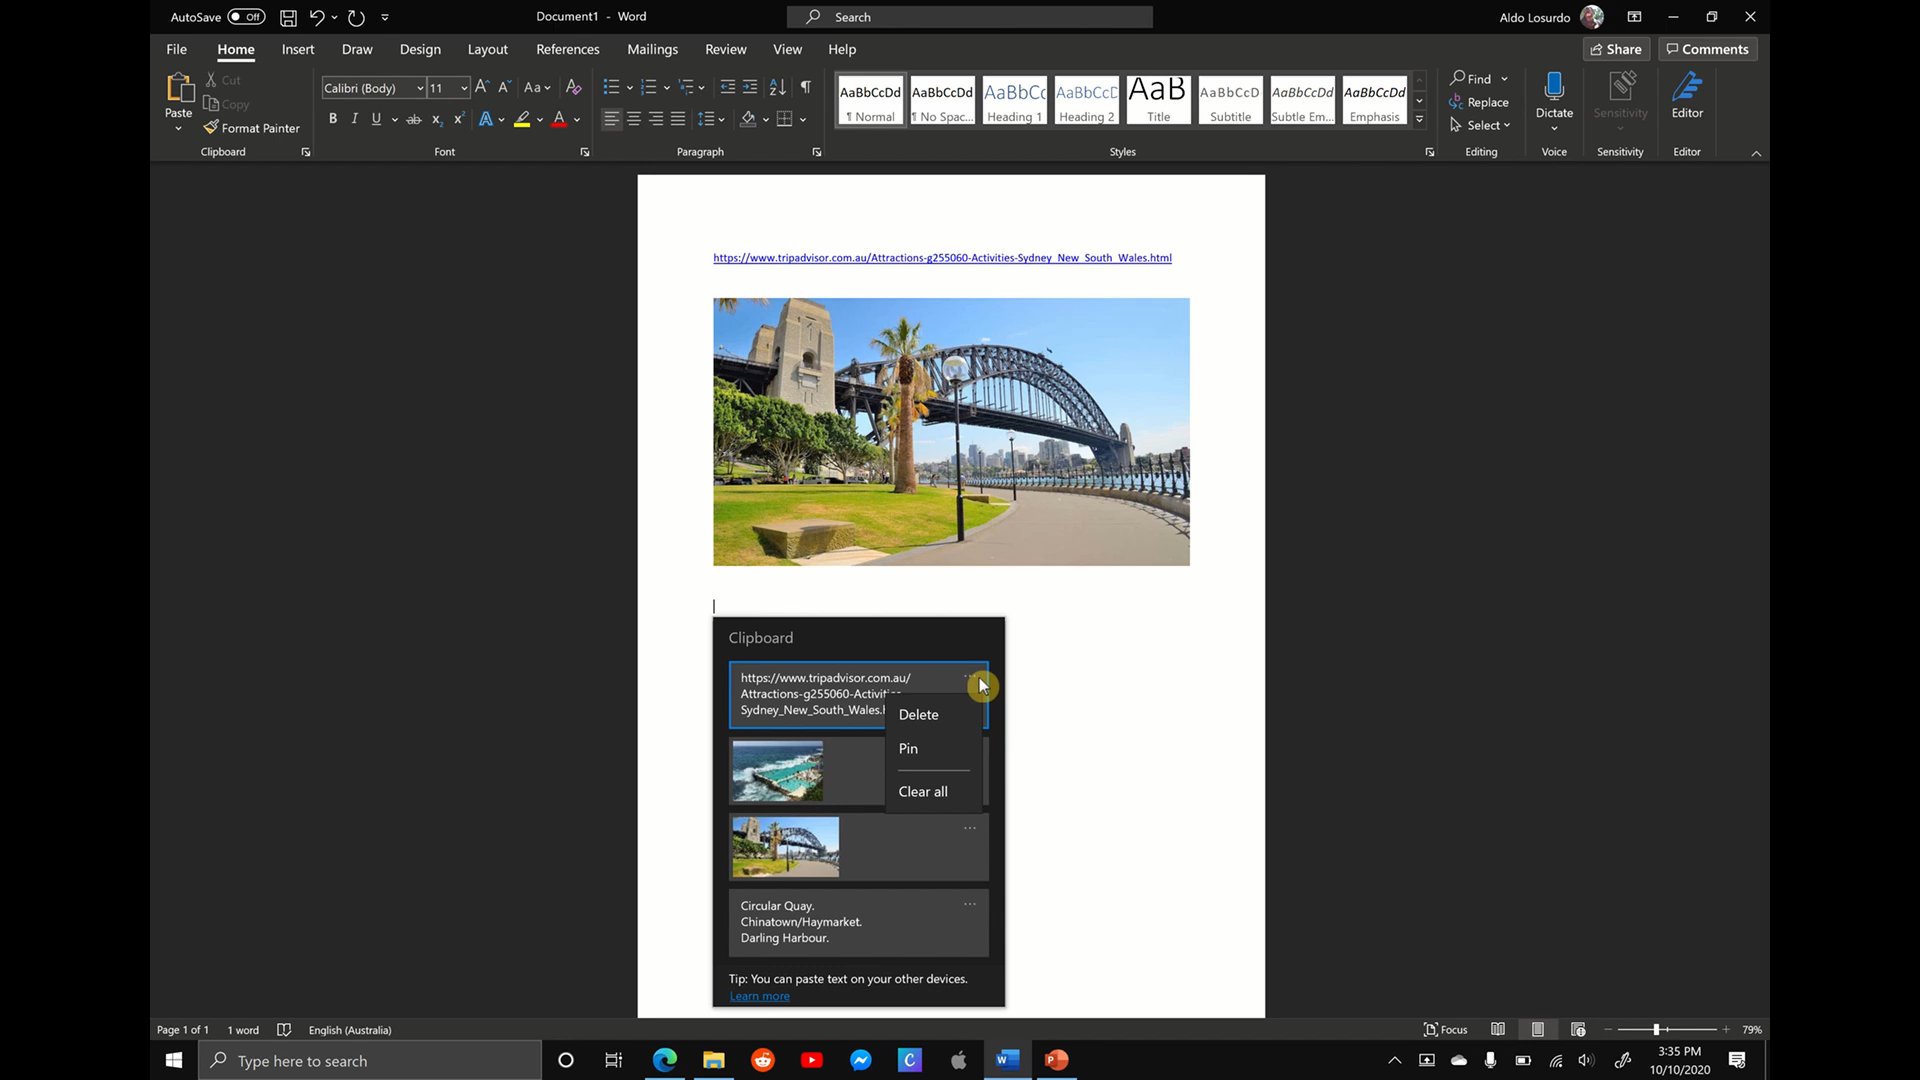 AutoSave Off Document1 - Word Search Aldo Losurdo
File Home Insert Draw Design Layout References Mailings Review View Help Share Comments
Paste
Cut
Copy
Format Painter
Clipboard
Calibri (Body) 11
Font
Paragraph
AaBbCcDd AaBbCcDd AaBbCc AaBbCcD AaB AaBbCcD AaBbCcDd AaBbCcDd
¶ Normal ¶ No Spac... Heading 1 Heading 2 Title Subtitle Subtle Em... Emphasis
Styles
Find
Replace
Select
Editing
Dictate
Voice
Sensitivity
Sensitivity
Editor
Editor
https://www.tripadvisor.com.au/Attractions-g255060-Activities-Sydney_New_South_Wales.html
Clipboard
https://www.tripadvisor.com.au/
Attractions-g255060-Activities-
Sydney_New_South_Wales.
Delete
Pin
Clear all
Circular Quay.
Chinatown/Haymarket.
Darling Harbour.
Tip: You can paste text on your other devices.
Learn more
Page 1 of 1 1 word English (Australia) Focus 79%
Type here to search
3:35 PM
10/10/2020